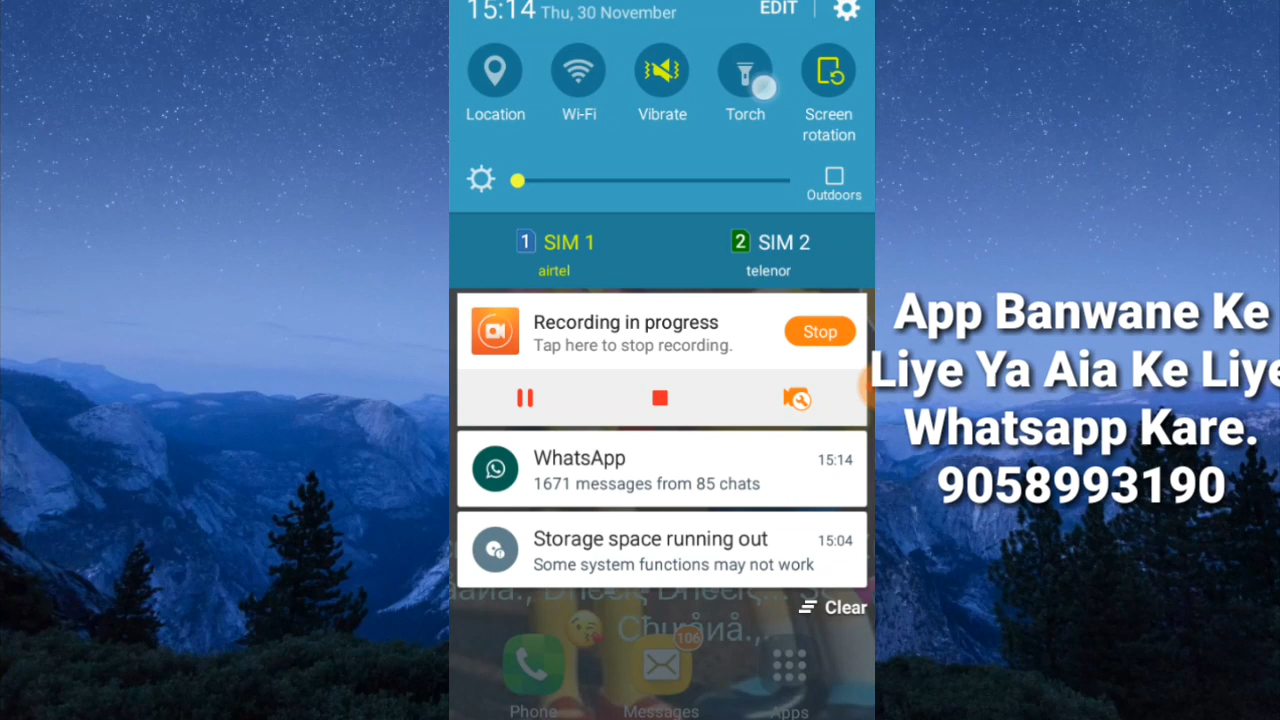 15:14 Thu, 30 November EDIT
Location Wi-Fi Vibrate Torch Screen rotation
Outdoors
1 SIM 1 2 SIM 2
airtel telenor
Recording in progress Stop
Tap here to stop recording.
WhatsApp 15:14
1671 messages from 85 chats
Storage space running out 15:04
Some system functions may not work
Clear
106
Phone Messages Apps
App Banwane Ke
Liye Ya Aia Ke Liye
Whatsapp Kare.
9058993190